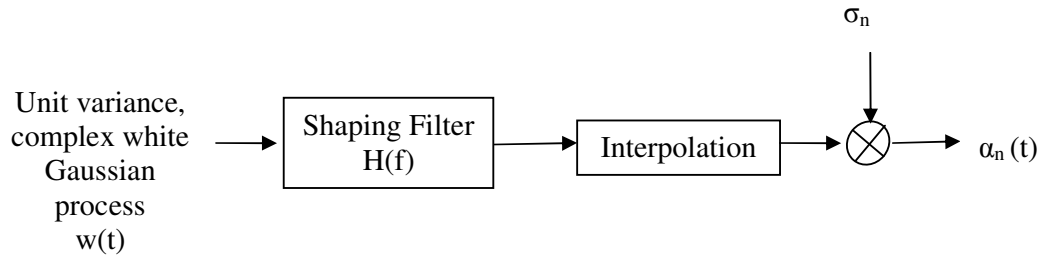 σn
Unit variance,
complex white
Gaussian
process
w(t)
Shaping Filter
H(f)
Interpolation
αn (t)